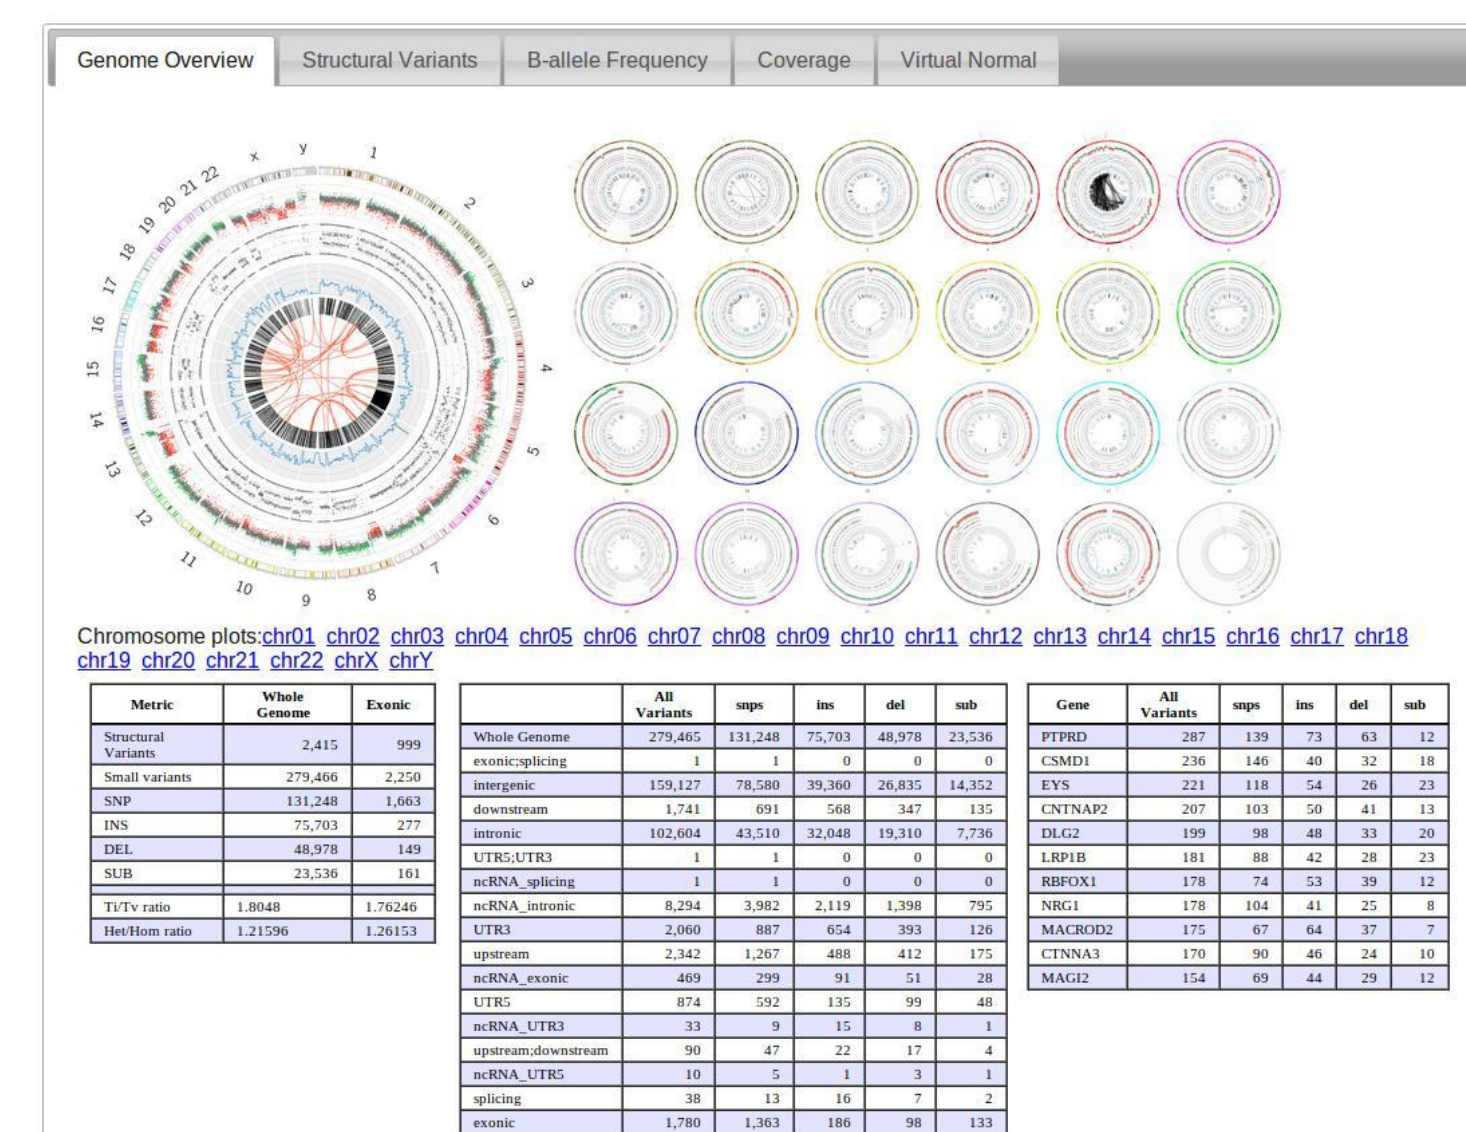 Genome Overview Structural Variants B-allele Frequency Coverage Virtual Normal
y 1
x
22
21
20 2
19
18
3
17
16
15 4
14
5
13
12 6
11
7
10 8
9
Chromosome plots:chr01 chr02 chr03 chr04 chr05 chr06 chr07 chr08 chr09 chr10 chr11 chr12 chr13 chr14 chr15 chr16 chr17 chr18
chr19 chr20 chr21 chr22 chrX chrY
Metric Whole Genome Exonic
Structural Variants 2,415 999
Small variants 279,466 2,250
SNP 131,248 1,663
INS 75,703 277
DEL 48,978 149
SUB 23,536 161
Ti/Tv ratio 1.8048 1.76246
Het/Hom ratio 1.21596 1.26153
All Variants snps ins del sub
Whole Genome 279,465 131,248 75,703 48,978 23,536
exonic;splicing 1 1 0 0 0
intergenic 159,127 78,580 39,360 26,835 14,352
downstream 1,741 691 568 347 135
intronic 102,604 43,510 32,048 19,310 7,736
UTR5;UTR3 1 1 0 0 0
ncRNA_splicing 1 1 0 0 0
ncRNA_intronic 8,294 3,982 2,119 1,398 795
UTR3 2,060 887 654 393 126
upstream 2,342 1,267 488 412 175
ncRNA_exonic 469 299 91 51 28
UTR5 874 592 135 99 48
ncRNA_UTR3 33 9 15 8 1
upstream;downstream 90 47 22 17 4
ncRNA_UTR5 10 5 1 3 1
splicing 38 13 16 7 2
exonic 1,780 1,363 186 98 133
Gene All Variants snps ins del sub
PTPRD 287 139 73 63 12
CSMD1 236 146 40 32 18
EYS 221 118 54 26 23
CNTNAP2 207 103 50 41 13
DLG2 199 98 48 33 20
LRP1B 181 88 42 28 23
RBFOX1 178 74 53 39 12
NRG1 178 104 41 25 8
MACROD2 175 67 64 37 7
CTNNA3 170 90 46 24 10
MAGI2 154 69 44 29 12